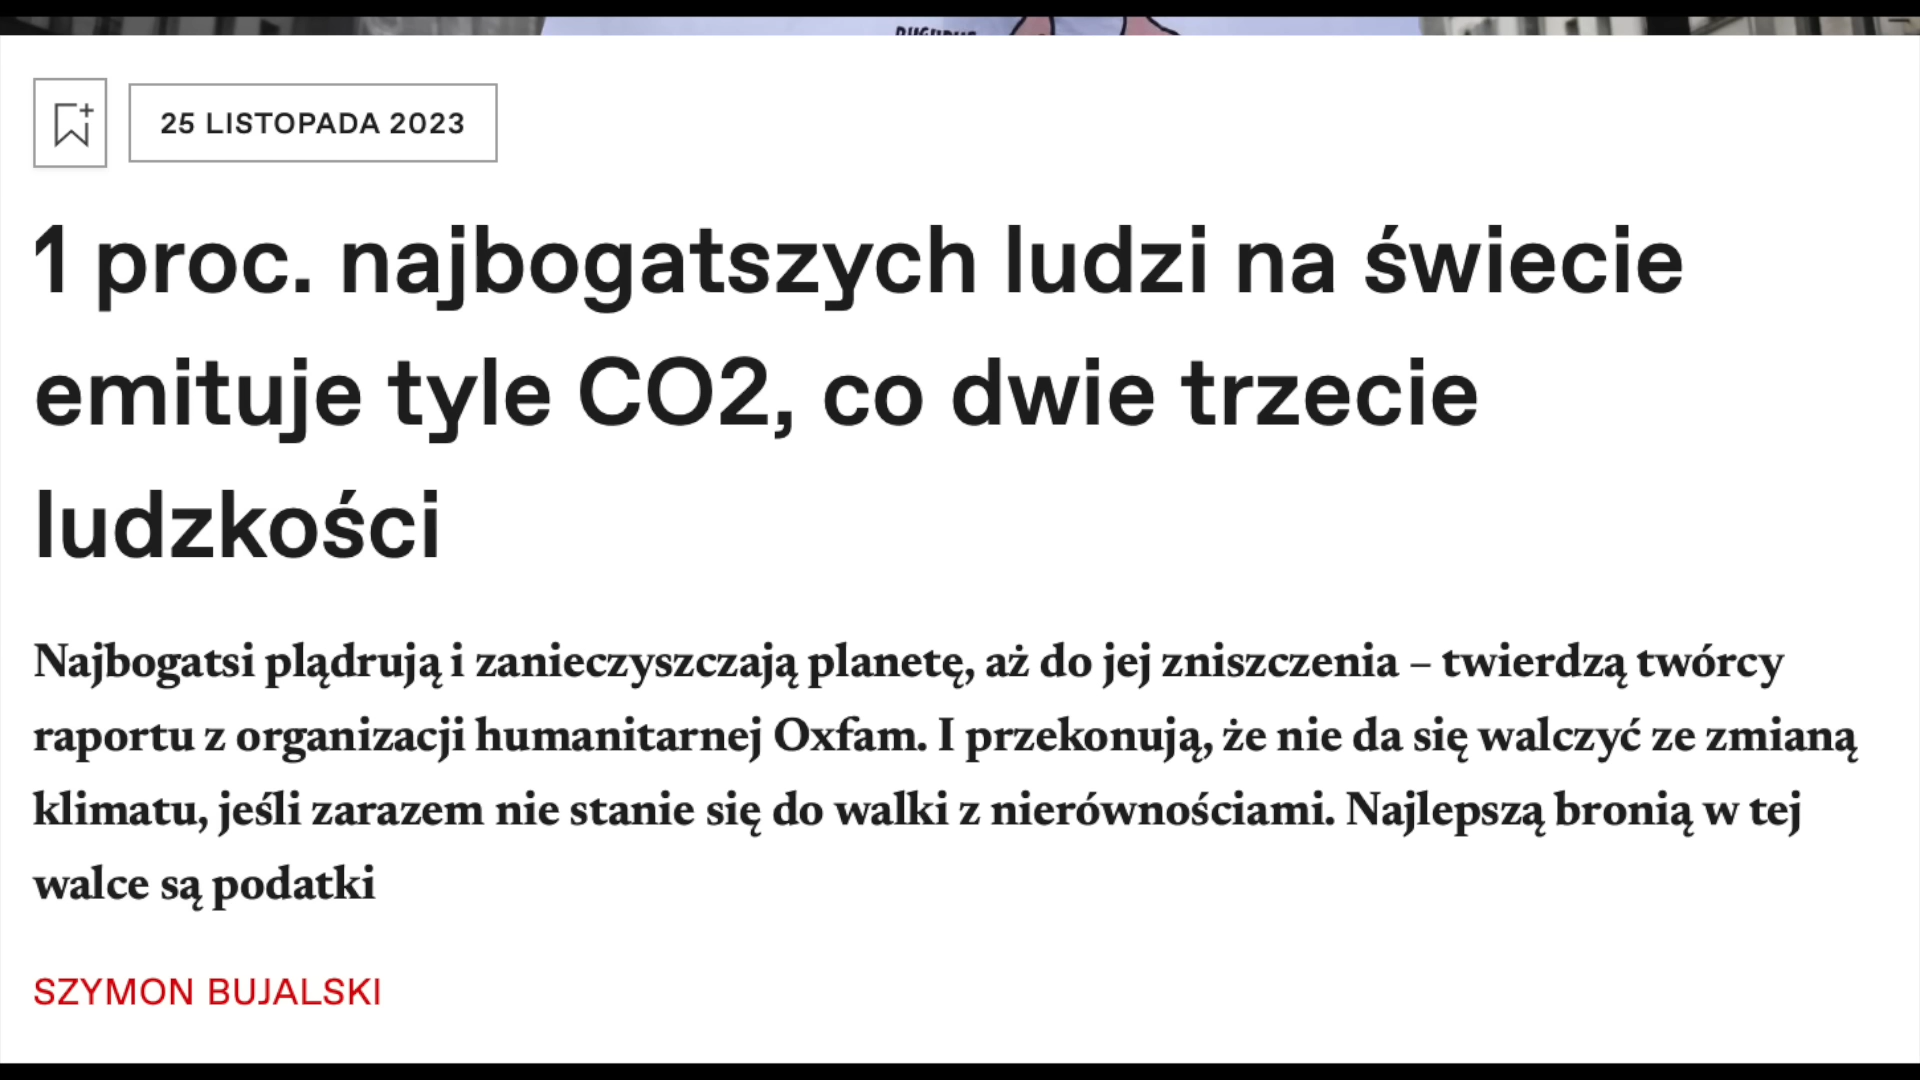 25 LISTOPADA 2023
1 proc. najbogatszych ludzi na świecie
emituje tyle CO2, co dwie trzecie
ludzkości
Najbogatsi plądrują i zanieczyszczają planetę, aż do jej zniszczenia – twierdzą twórcy
raportu z organizacji humanitarnej Oxfam. I przekonują, że nie da się walczyć ze zmianą
klimatu, jeśli zarazem nie stanie się do walki z nierównościami. Najlepszą bronią w tej
walce są podatki
SZYMON BUJALSKI